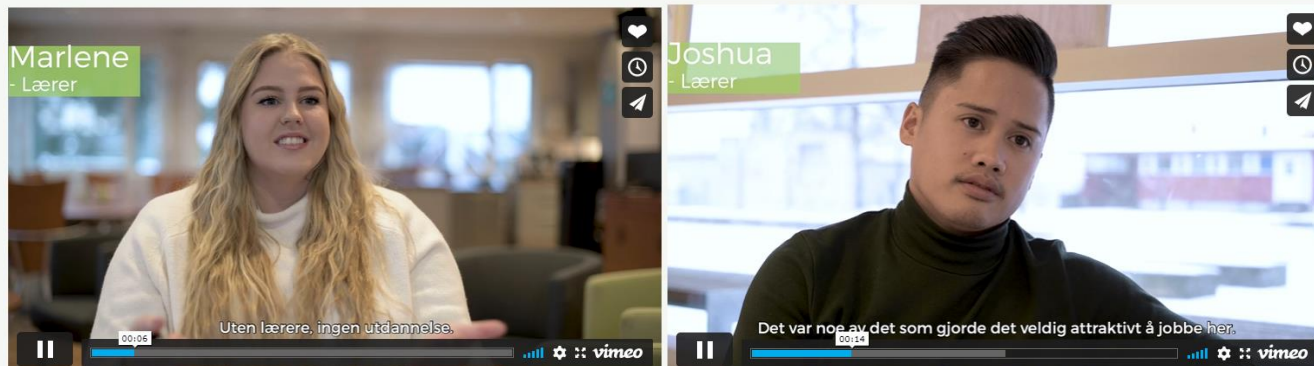 Marlene
- Lærer
Uten lærere, ingen utdannelse.
00:06
vimeo
Joshua
- Lærer
Det var noe av det som gjorde det veldig attraktivt å jobbe her.
00:14
vimeo